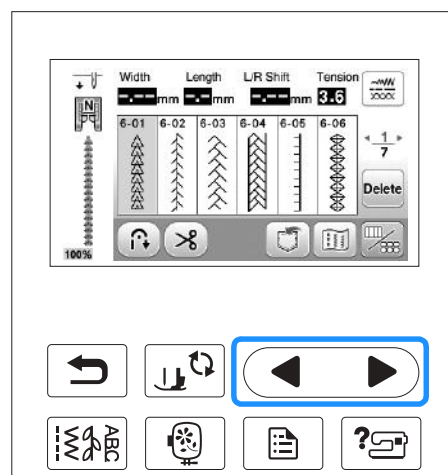 Width Length L/R Shift Tension
-.-- mm -.- mm -.-- mm 3.6
N
6-01 6-02 6-03 6-04 6-05 6-06
1
7
Delete
100%
ABC
?